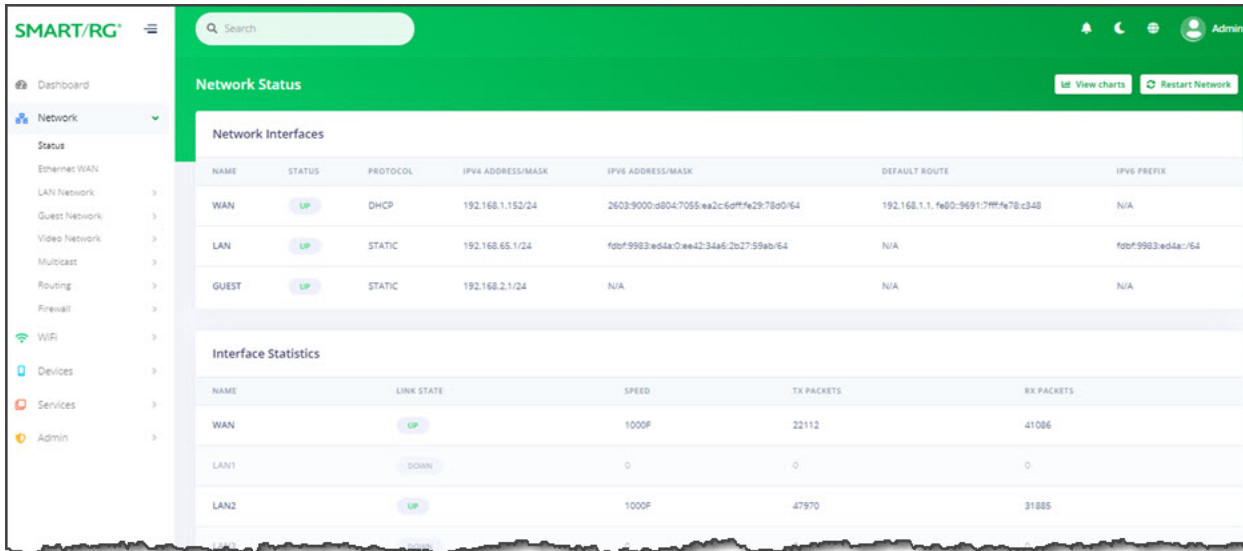 SMART/RG®
Search
Admin
Dashboard
Network Status
View charts
Restart Network
Network
Status
Ethernet WAN
LAN Network
Guest Network
Video Network
Multicast
Routing
Firewall
WiFi
Devices
Services
Admin
Network Interfaces
NAME STATUS PROTOCOL IPV4 ADDRESS/MASK IPV6 ADDRESS/MASK DEFAULT ROUTE IPV6 PREFIX
WAN UP DHCP 192.168.1.152/24 2603:9000:d804:7055:ea2c:6dff:fe29:78d0/64 192.168.1.1, fe80::9691:7fff:fe78:c348 N/A
LAN UP STATIC 192.168.65.1/24 fdbf:9983:ed4a:0:ee42:34a6:2b27:59ab/64 N/A fdbf:9983:ed4a::/64
GUEST UP STATIC 192.168.2.1/24 N/A N/A N/A
Interface Statistics
NAME LINK STATE SPEED TX PACKETS RX PACKETS
WAN UP 1000F 22112 41086
LAN1 DOWN 0 0 0
LAN2 UP 1000F 47970 31885